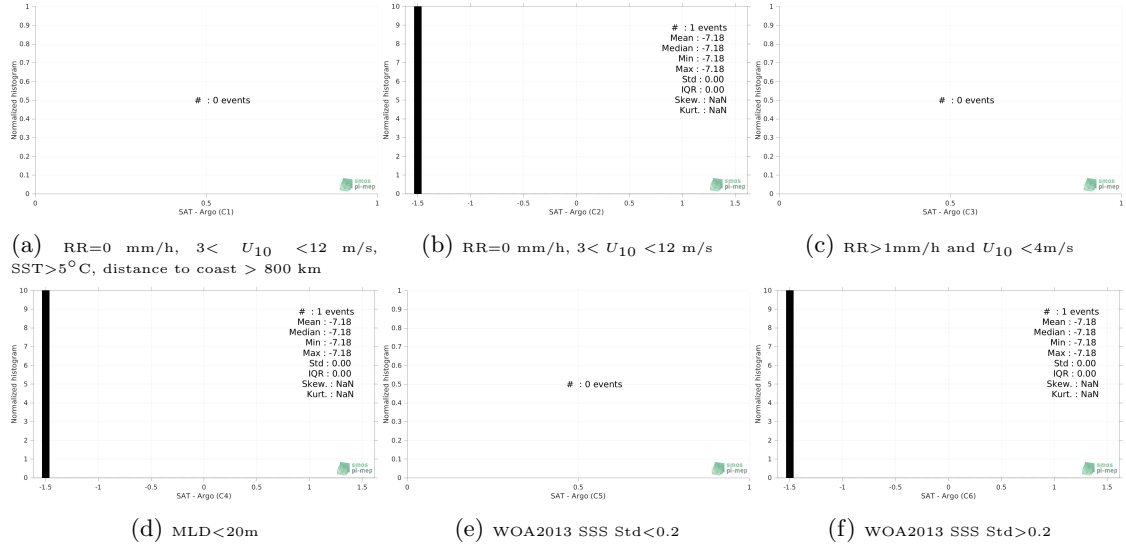 1
0.9
0.8
0.7
0.6
0.5
0.4
0.3
0.2
0.1
0
0
0.5
1
Normalized histogram
# : 0 events
SAT - Argo (C1)
smos
pi-mep
(a) RR=0 mm/h, 3< U10 <12 m/s,
SST>5°C, distance to coast > 800 km
10
9
8
7
6
5
4
3
2
1
0
-1.5
-1
-0.5
0
0.5
1
1.5
Normalized histogram
# : 1 events
Mean : -7.18
Median : -7.18
Min : -7.18
Max : -7.18
Std : 0.00
IQR : 0.00
Skew. : NaN
Kurt. : NaN
SAT - Argo (C2)
smos
pi-mep
(b) RR=0 mm/h, 3< U10 <12 m/s
1
0.9
0.8
0.7
0.6
0.5
0.4
0.3
0.2
0.1
0
0
0.5
1
Normalized histogram
# : 0 events
SAT - Argo (C3)
smos
pi-mep
(c) RR>1mm/h and U10 <4m/s
10
9
8
7
6
5
4
3
2
1
0
-1.5
-1
-0.5
0
0.5
1
1.5
Normalized histogram
# : 1 events
Mean : -7.18
Median : -7.18
Min : -7.18
Max : -7.18
Std : 0.00
IQR : 0.00
Skew. : NaN
Kurt. : NaN
SAT - Argo (C4)
smos
pi-mep
(d) MLD<20m
1
0.9
0.8
0.7
0.6
0.5
0.4
0.3
0.2
0.1
0
0
0.5
1
Normalized histogram
# : 0 events
SAT - Argo (C5)
smos
pi-mep
(e) WOA2013 SSS Std<0.2
10
9
8
7
6
5
4
3
2
1
0
-1.5
-1
-0.5
0
0.5
1
1.5
Normalized histogram
# : 1 events
Mean : -7.18
Median : -7.18
Min : -7.18
Max : -7.18
Std : 0.00
IQR : 0.00
Skew. : NaN
Kurt. : NaN
SAT - Argo (C6)
smos
pi-mep
(f) WOA2013 SSS Std>0.2